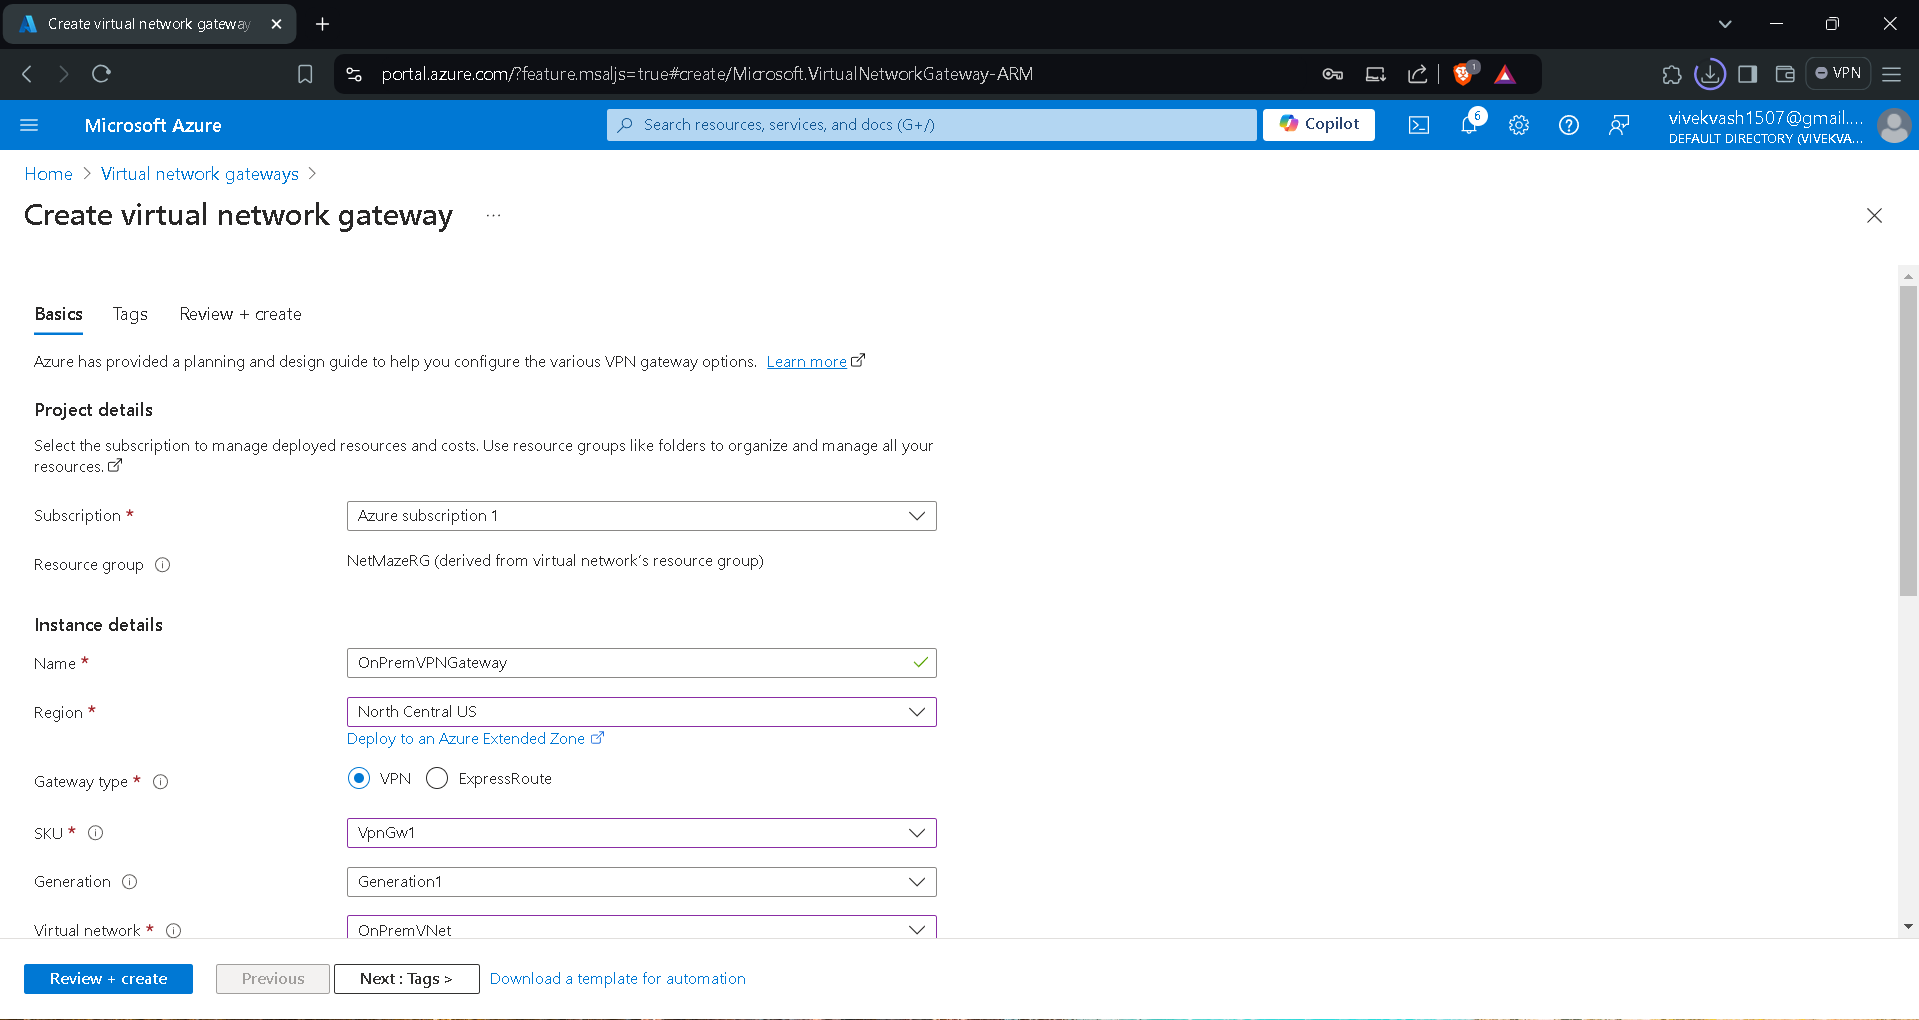 Create virtual network gateway
portal.azure.com/?feature.msaljs=true#create/Microsoft.VirtualNetworkGateway-ARM
1
VPN
Microsoft Azure
Search resources, services, and docs (G+/)
Copilot
6
vivekvash1507@gmail....
DEFAULT DIRECTORY (VIVEKVA...
Home > Virtual network gateways >
Create virtual network gateway ...
Basics Tags Review + create
Azure has provided a planning and design guide to help you configure the various VPN gateway options. Learn more
Project details
Select the subscription to manage deployed resources and costs. Use resource groups like folders to organize and manage all your
resources.
Subscription * Azure subscription 1
Resource group NetMazeRG (derived from virtual network's resource group)
Instance details
Name * OnPremVPNGateway
Region * North Central US
Deploy to an Azure Extended Zone
Gateway type * VPN ExpressRoute
SKU * VpnGw1
Generation Generation1
Virtual network * OnPremVNet
Review + create Previous Next : Tags > Download a template for automation